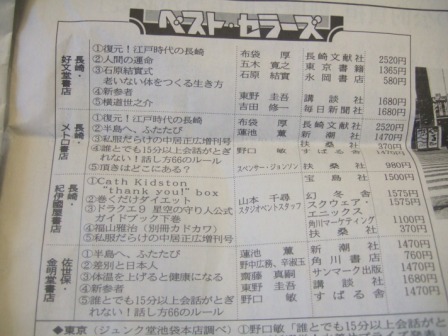 ベスト・セラーズ
長崎・好文堂書店
①復元！江戸時代の長崎 布袋 厚 長崎文献社 2520円
②人間の運命 五木 寛之 東京書籍 1365円
③石原結實式 石原 結實 永岡書店 580円
老いない体をつくる生き方
④新参者 東野 圭吾 講談社 1680円
⑤横道世之介 吉田 修一 毎日新聞社 1680円
長崎・メトロ書店
①復元！江戸時代の長崎 布袋 厚 長崎文献社 2520円
②半島へ、ふたたび 蓮池 薫 新潮社 1470円
③私服だらけの中居正広増刊号 扶桑社 370円
④誰とでも15分以上会話がとぎ 野口 敏 すばる舎 1470円
れない！話し方66のルール
⑤頂きはどこにある？ スペンサー・ジョンソン 扶桑社 980円
長崎・紀伊國屋書店
①Cath Kidston 宝島社 1500円
"thank you!" box
②巻くだけダイエット 山本 千尋 幻冬舎 1575円
③ドラクエ9 星空の守り人公式 スタジオベントスタッフ スクウェア・エニックス 1575円
ガイドブック下巻
④福山雅治（別冊カドカワ） 角川マーケティング 1100円
⑤私服だらけの中居正広増刊号 扶桑社 370円
佐世保・金明堂書店
①半島へ、ふたたび 蓮池 薫 新潮社 1470円
②差別と日本人 野中広務、辛淑玉 角川書店 760円
③体温を上げると健康になる 齋藤 真嗣 サンマーク出版 1470円
④新参者 東野 圭吾 講談社 1680円
⑤誰とでも15分以上会話がとぎ 野口 敏 すばる舎 1470円
れない！話し方66のルール
◆東京（ジュンク堂池袋本店調べ） ①野口敏「誰とでも15分以上